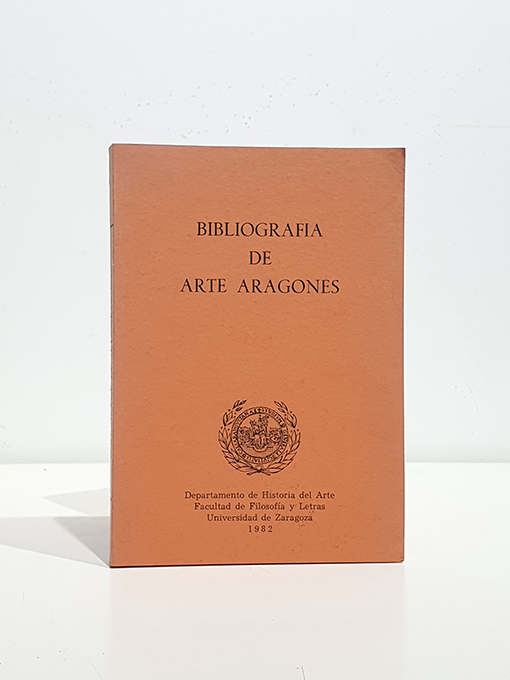 BIBLIOGRAFIA
DE
ARTE ARAGONES
Departamento de Historia del Arte
Facultad de Filosofía y Letras
Universidad de Zaragoza
1982